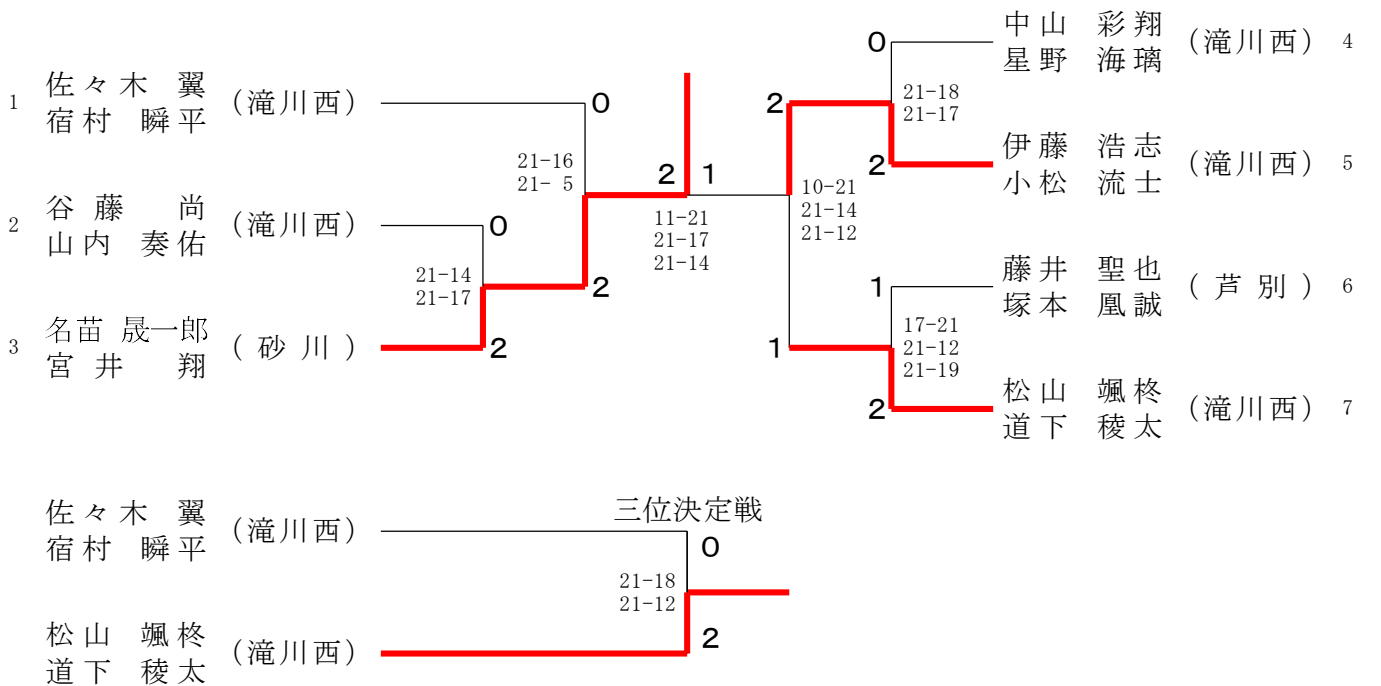 1 佐々木 翼 (滝川西)
宿村 瞬平
0
21-16
21- 5
2 谷藤 尚 (滝川西)
山内 奏佑
0
21-14
21-17
2
3 名苗 晃一郎 (砂川)
宮井 翔
2
2 1
11-21
21-17
21-14
中山 彩翔 (滝川西) 4
星野 海璃
0
21-18
21-17
2
伊藤 浩志 (滝川西) 5
小松 流士
2
10-21
21-14
21-12
藤井 聖也 (芦別) 6
塚本 凰誠
1
17-21
21-12
21-19
1
松山 颯柊 (滝川西) 7
道下 稜太
2
三位決定戦
佐々木 翼 (滝川西)
宿村 瞬平
0
21-18
21-12
松山 颯柊 (滝川西)
道下 稜太
2